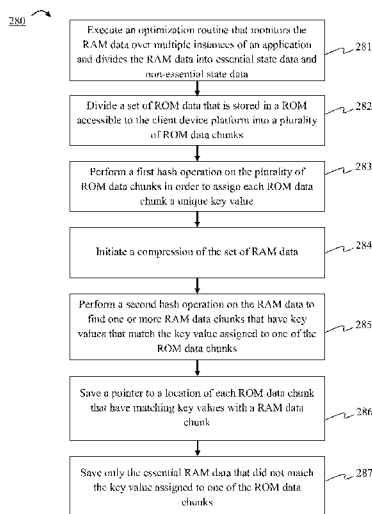 280
Execute an optimization routine that monitors the
RAM data over multiple instances of an application
and divides the RAM data into essential state data and
non-essential state data
281
Divide a set of ROM data that is stored in a ROM
accessible to the client device platform into a plurality
of ROM data chunks
282
Perform a first hash operation on the plurality of
ROM data chunks in order to assign each ROM data
chunk a unique key value
283
Initiate a compression of the set of RAM data
284
Perform a second hash operation on the RAM data to
find one or more RAM data chunks that have key
values that match the key value assigned to one of the
ROM data chunks
285
Save a pointer to a location of each ROM data chunk
that have matching key values with a RAM data
chunk
286
Save only the essential RAM data that did not match
the key value assigned to one of the ROM data
chunks
287